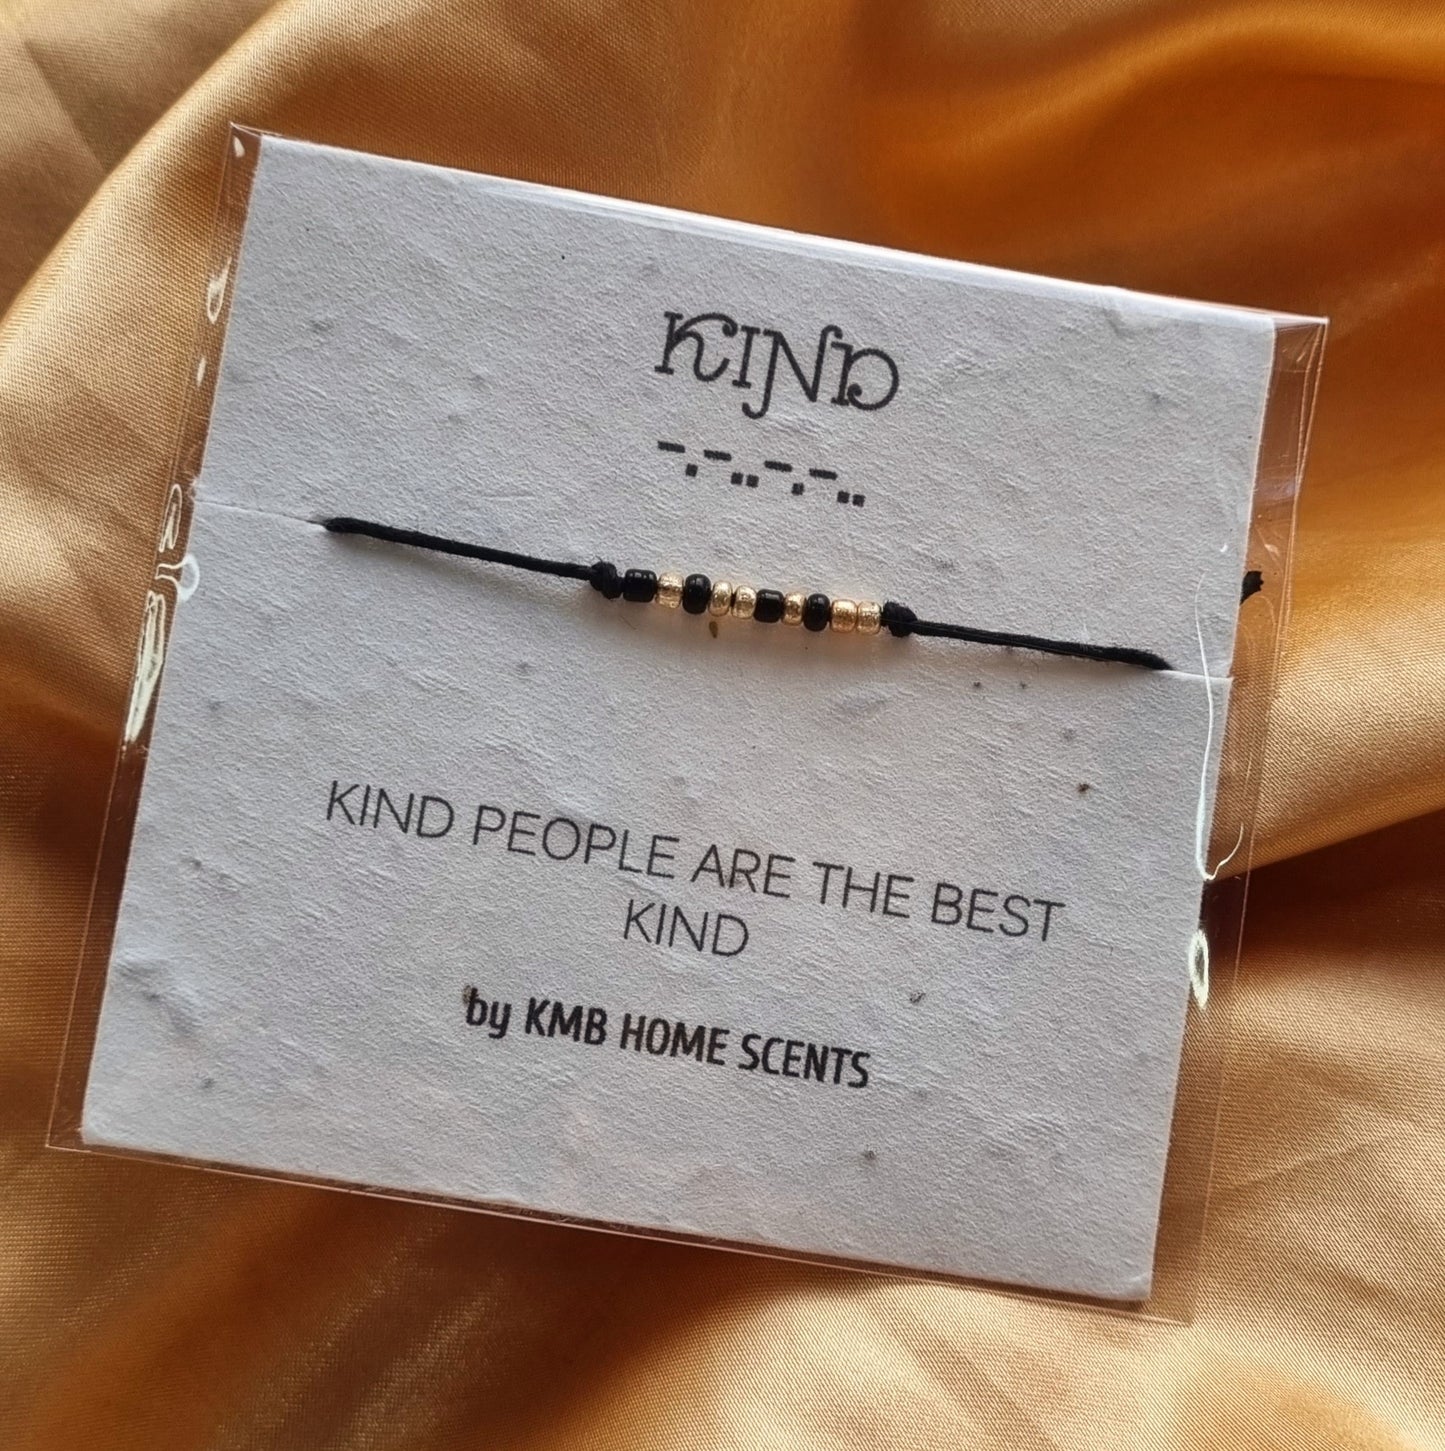 KIND
-.-..-.-..
KIND PEOPLE ARE THE BEST
KIND
by KMB HOME SCENTS